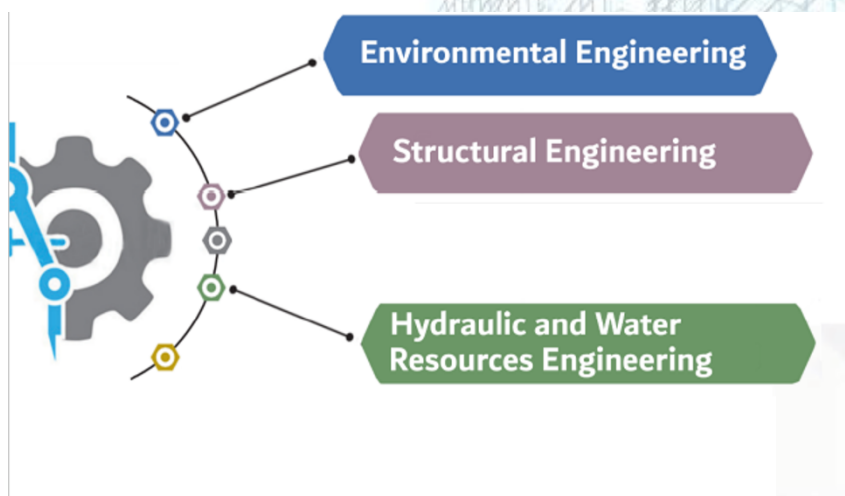 Environmental Engineering
Structural Engineering
Hydraulic and Water
Resources Engineering